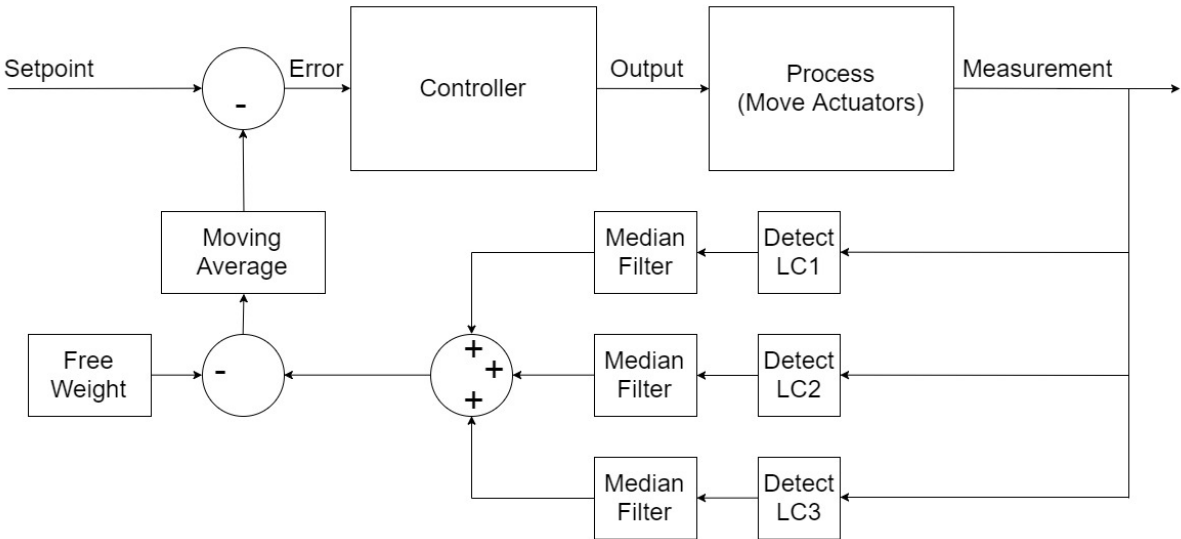 Setpoint
-
Error
Controller
Output
Process
(Move Actuators)
Measurement
Moving
Average
Median
Filter
Detect
LC1
Free
Weight
-
+
+
+
Median
Filter
Detect
LC2
Median
Filter
Detect
LC3